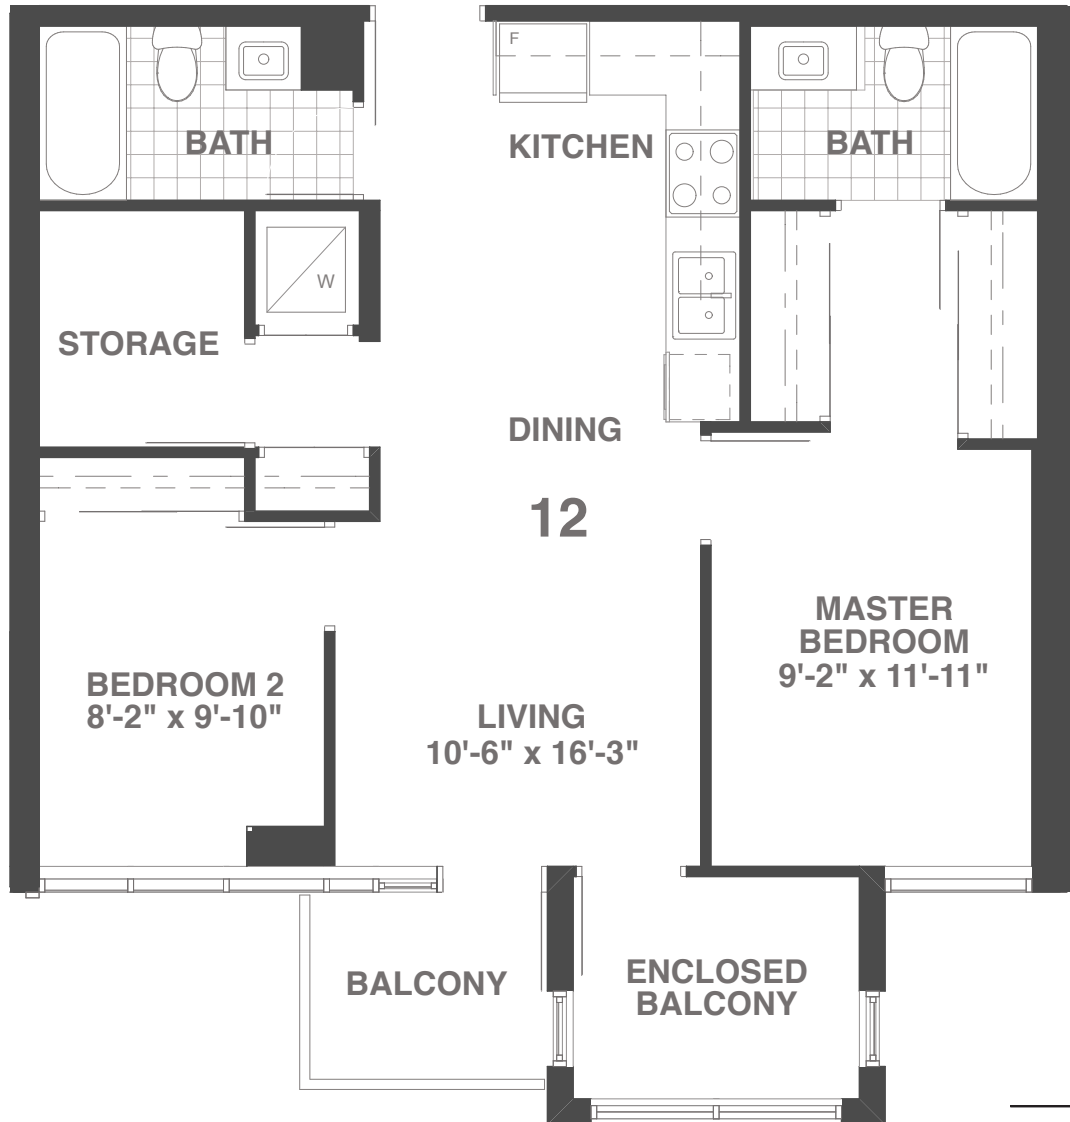 F
BATH
KITCHEN
BATH
W
STORAGE
DINING
12
MASTER
BEDROOM
9'-2" x 11'-11"
BEDROOM 2
8'-2" x 9'-10"
LIVING
10'-6" x 16'-3"
BALCONY
ENCLOSED
BALCONY